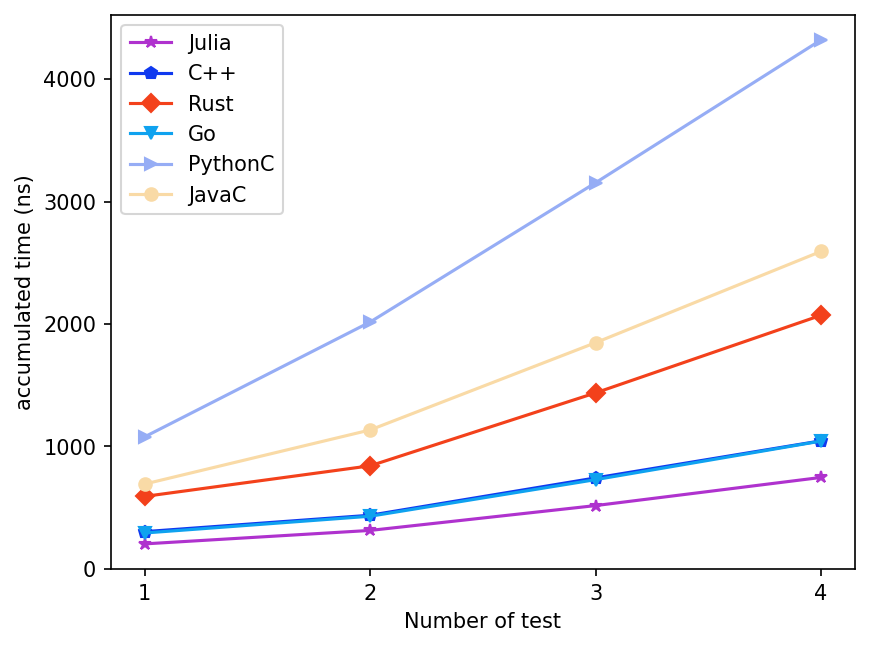 Julia
C++
Rust
Go
PythonC
JavaC
accumulated time (ns)
4000
3000
2000
1000
0
1 2 3 4
Number of test